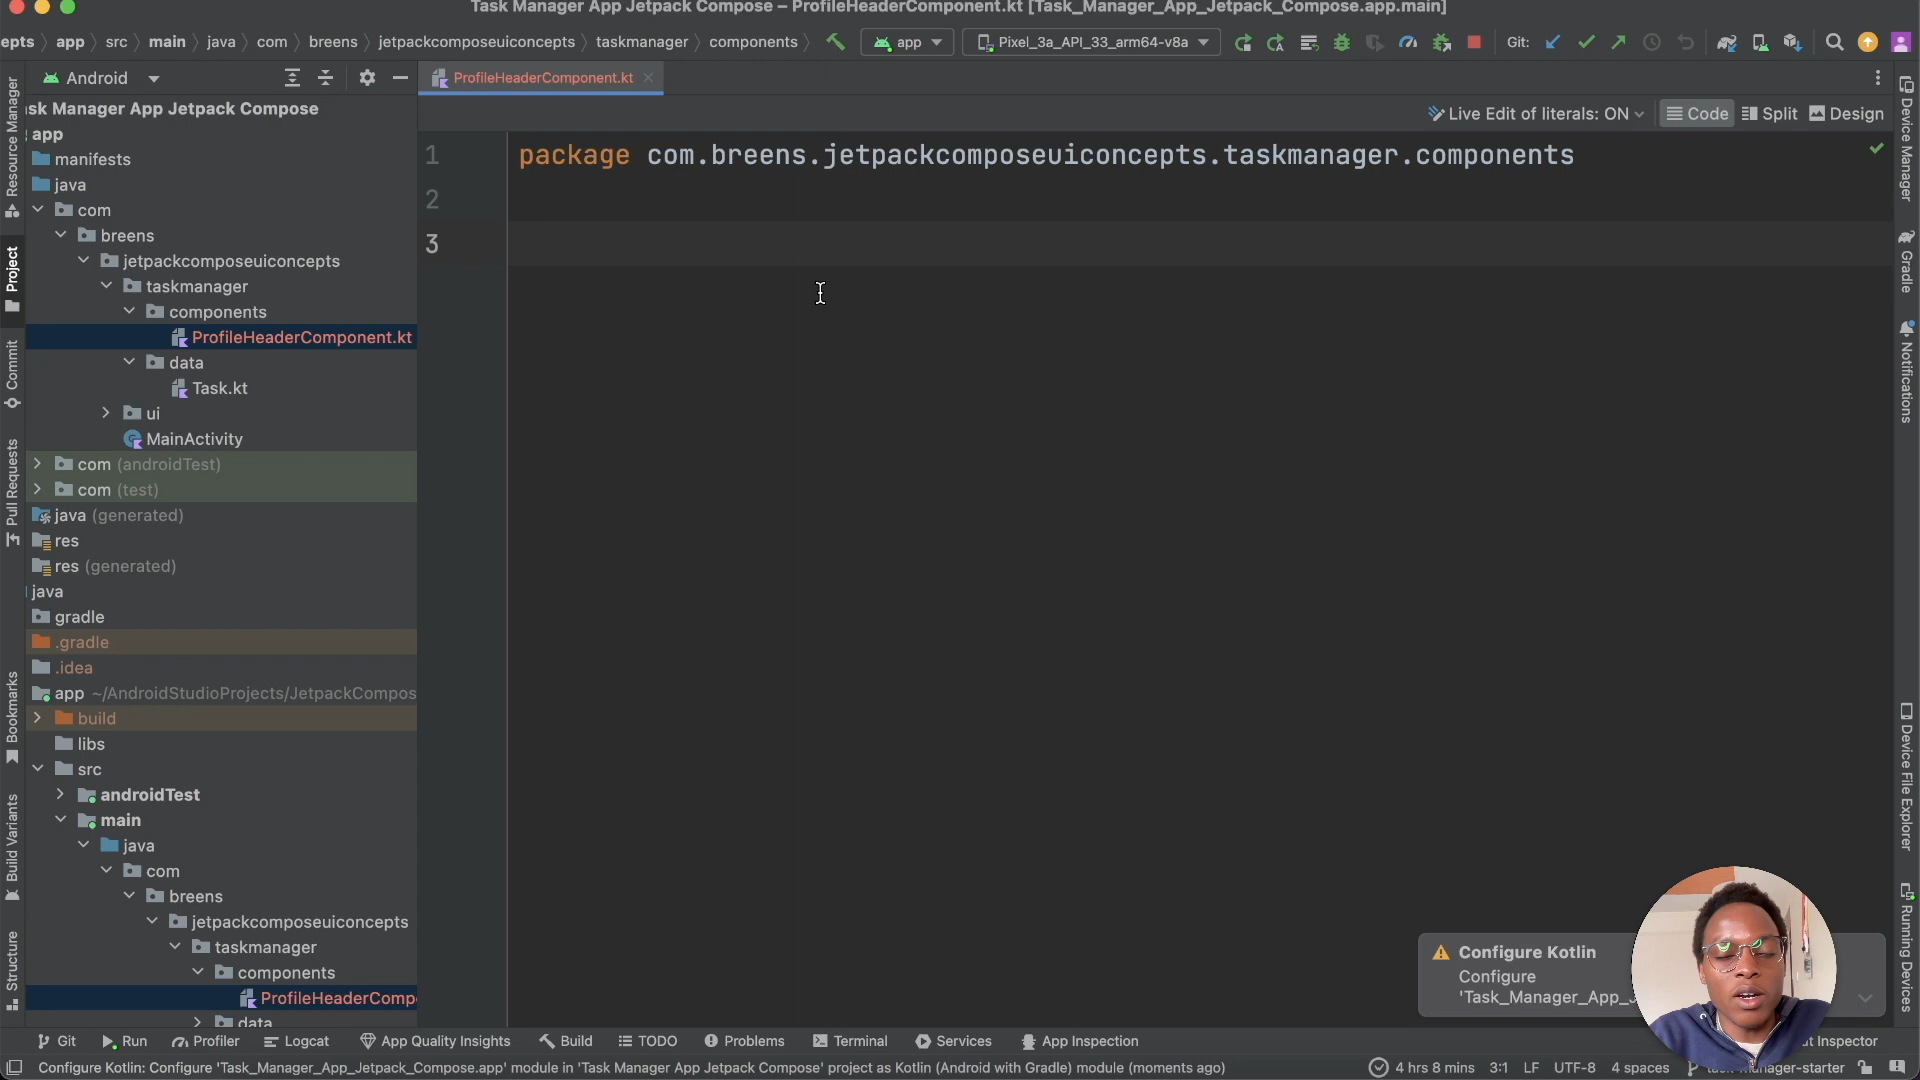 Task Manager App Jetpack Compose – ProfileHeaderComponent.kt [Task_Manager_App_Jetpack_Compose.app.main]
epts app src main java com breens jetpackcomposeuiconcepts taskmanager components app Pixel_3a_API_33_arm64-v8a Git:
Android
ProfileHeaderComponent.kt
Live Edit of literals: ON Code Split Design
sk Manager App Jetpack Compose
app
manifests
java
com
breens
jetpackcomposeuiconcepts
taskmanager
components
ProfileHeaderComponent.kt
data
Task.kt
ui
MainActivity
com (androidTest)
com (test)
java (generated)
res
res (generated)
java
gradle
.gradle
.idea
app ~/AndroidStudioProjects/JetpackCompos
build
libs
src
androidTest
main
java
com
breens
jetpackcomposeuiconcepts
taskmanager
components
ProfileHeaderComp
data
1 package com.breens.jetpackcomposeuiconcepts.taskmanager.components
2
3
Resource Manager
Project
Commit
Pull Requests
Bookmarks
Build Variants
Structure
Device Manager
Gradle
Notifications
Device File Explorer
Running Devices
Configure Kotlin
Configure
'Task_Manager_App_J
Git Run Profiler Logcat App Quality Insights Build TODO Problems Terminal Services App Inspection Inspector
Configure Kotlin: Configure 'Task_Manager_App_Jetpack_Compose.app' module in 'Task Manager App Jetpack Compose' project as Kotlin (Android with Gradle) module (moments ago) 4 hrs 8 mins 3:1 LF UTF-8 4 spaces manager-starter